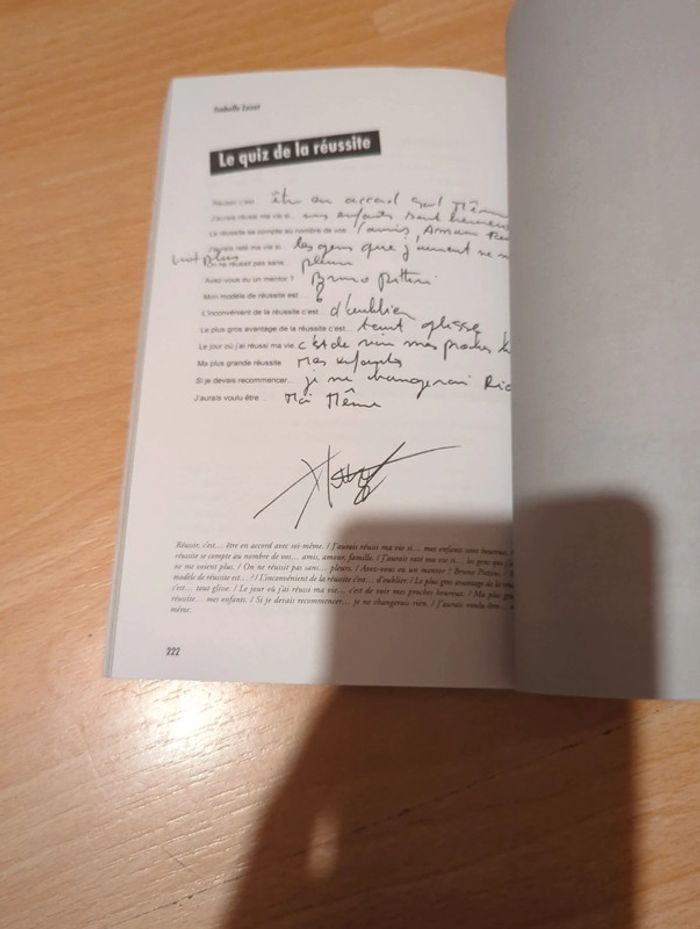 Isabelle
Le quiz de la réussite
Réussir c'est... être en accord avec Même
J'aurais réussi ma vie si... mes enfants sont heureux
La réussite se compte au nombre de vos... amis, Amour
J'aurais raté ma vie si... les gens que j'aiment ne m
voit plus
On ne réussit pas sans... pleurs
Avez-vous eu un mentor ? Bruno
Mon modèle de réussite est... ?
L'inconvénient de la réussite c'est... d'oublier
Le plus gros avantage de la réussite c'est... tout glisse
Le jour où j'ai réussi ma vie c'est de voir mes proches h
Ma plus grande réussite Mes enfants
Si je devais recommencer... je ne changerai Rie
J'aurais voulu être... Moi Même
Réussir, c'est… être en accord avec soi-même. / J'aurais réussi ma vie si… mes enfants sont heureux. /
réussite se compte au nombre de vos… amis, amour, famille. / J'aurais raté ma vie si… les gens que j'ai
ne me voient plus. / On ne réussit pas sans… pleurs. / Avez-vous eu un mentor ? Bruno
modèle de réussite est… ? / L'inconvénient de la réussite c'est… d'oublier. / Le plus gros avantage de la réu
c'est… tout glisse. / Le jour où j'ai réussi ma vie… c'est de voir mes proches heureux. / Ma plus gra
réussite… mes enfants. / Si je devais recommencer… je ne changerais rien. / J'aurais voulu être…
même.
222